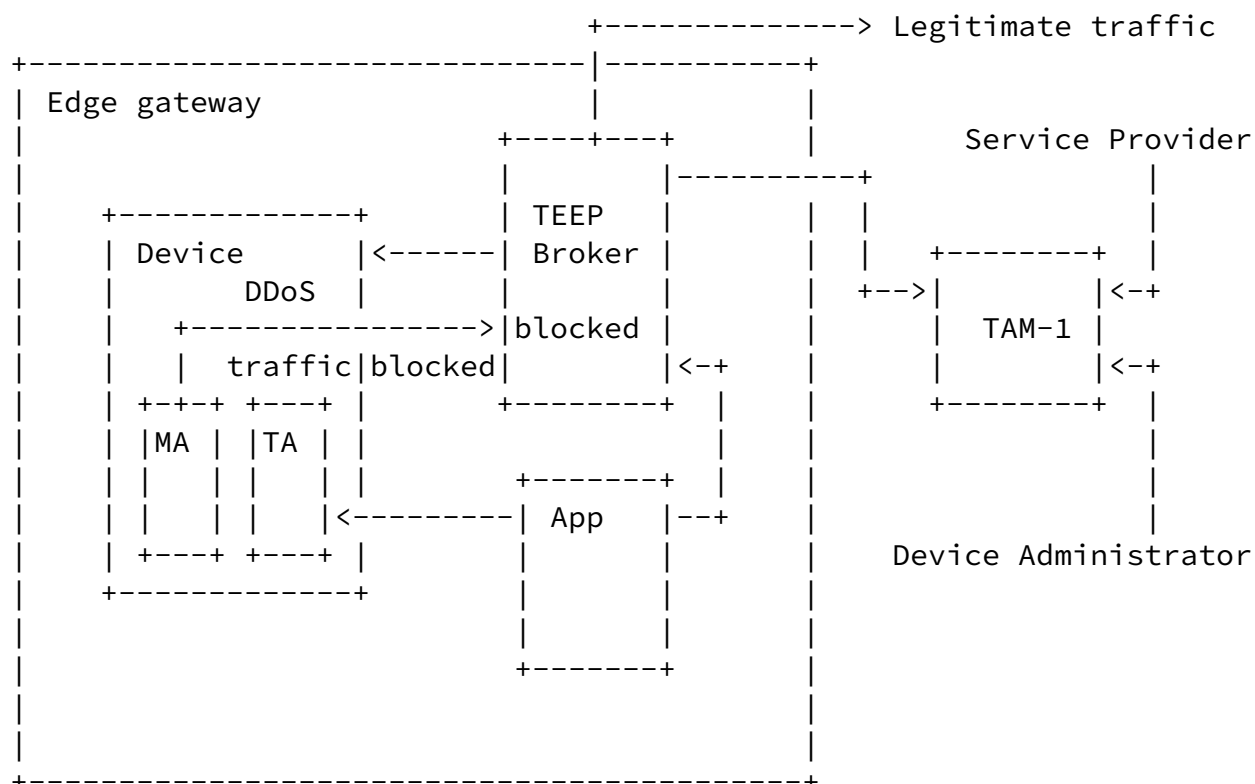 Legitimate traffic
Edge gateway
Service Provider
TEEP
Device Broker
DDoS
TAM-1
blocked
traffic blocked
MA TA
App
Device Administrator